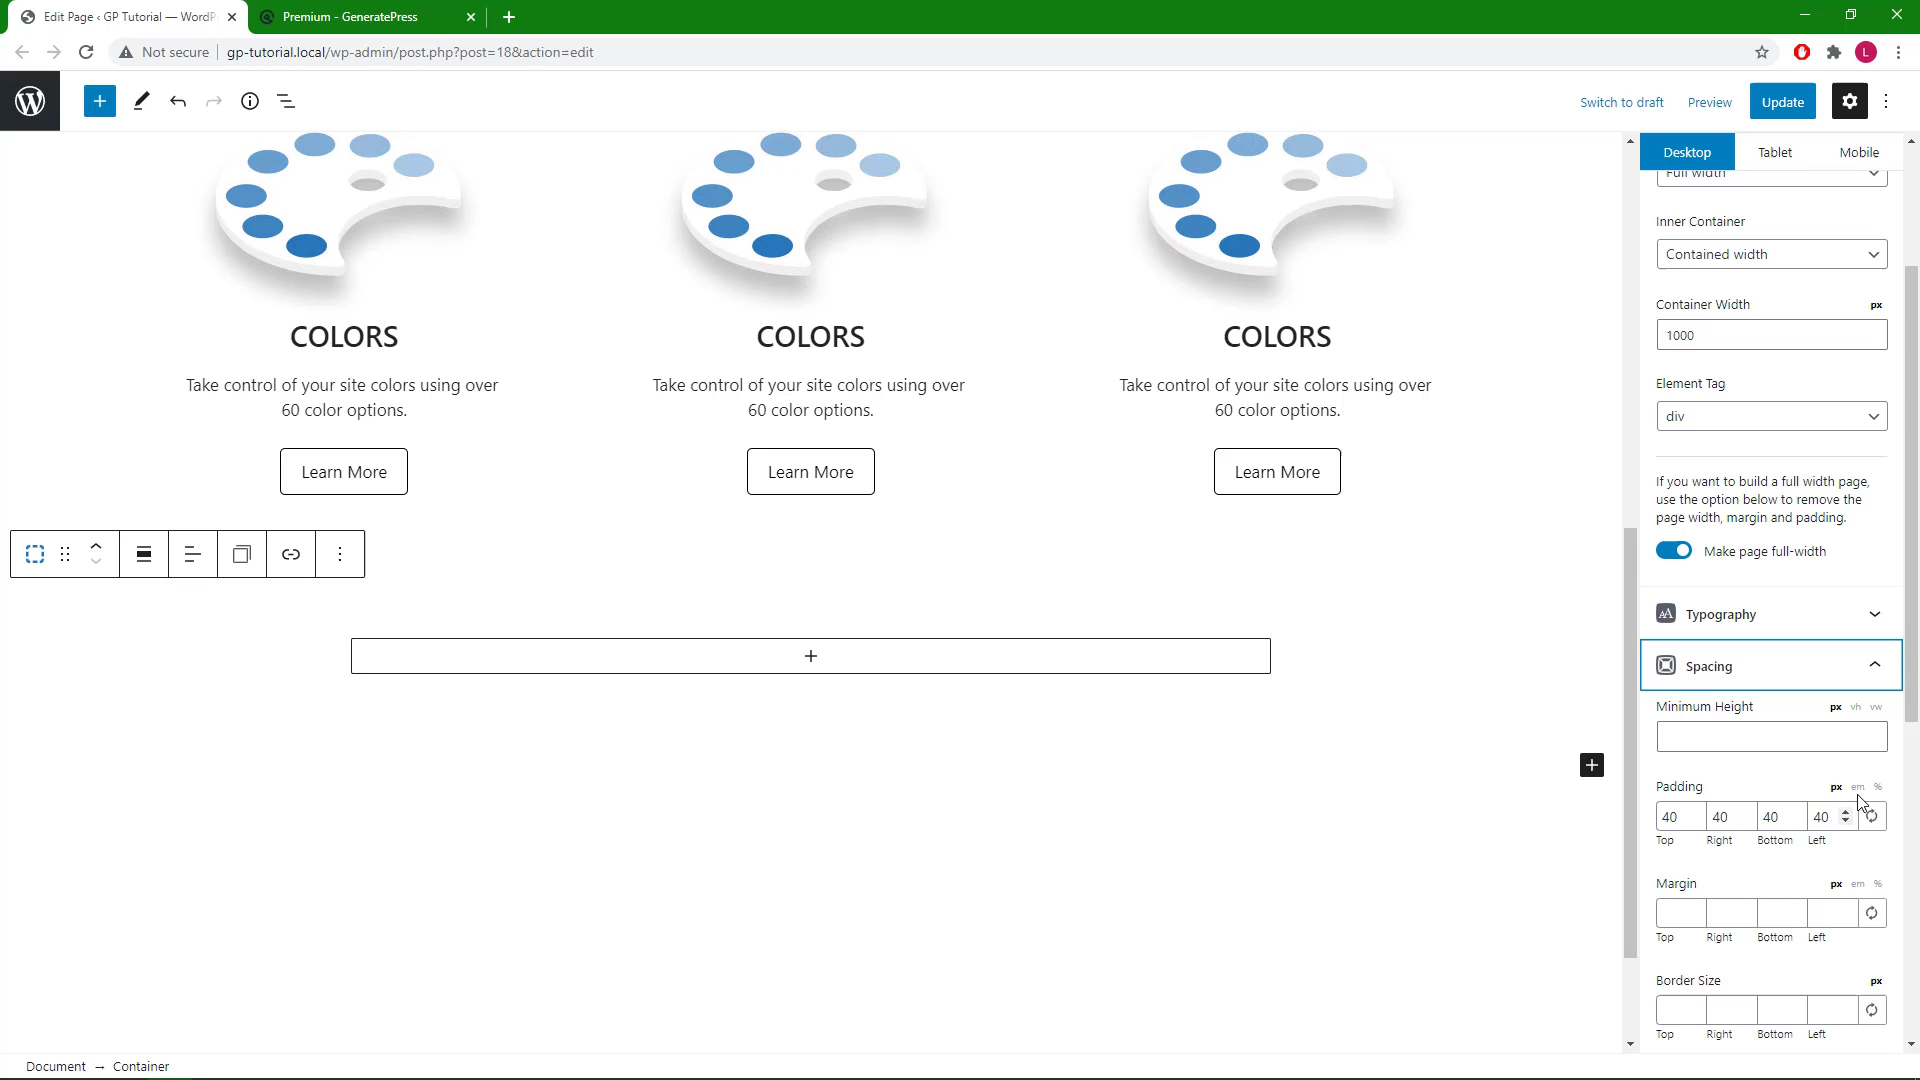 Edit Page ‹ GP Tutorial — WordP
Premium - GeneratePress
Not secure
gp-tutorial.local/wp-admin/post.php?post=18&action=edit
L
Switch to draft
Preview
Update
Desktop
Tablet
Mobile
Full width
Inner Container
Contained width
Container Width
px
1000
Element Tag
div
If you want to build a full width page,
use the option below to remove the
page width, margin and padding.
Make page full-width
Typography
Spacing
Minimum Height
px vh vw
Padding
px em %
40 40 40 40
Top Right Bottom Left
Margin
px em %
Top Right Bottom Left
Border Size
px
Top Right Bottom Left
COLORS
Take control of your site colors using over
60 color options.
Learn More
COLORS
Take control of your site colors using over
60 color options.
Learn More
COLORS
Take control of your site colors using over
60 color options.
Learn More
Document → Container